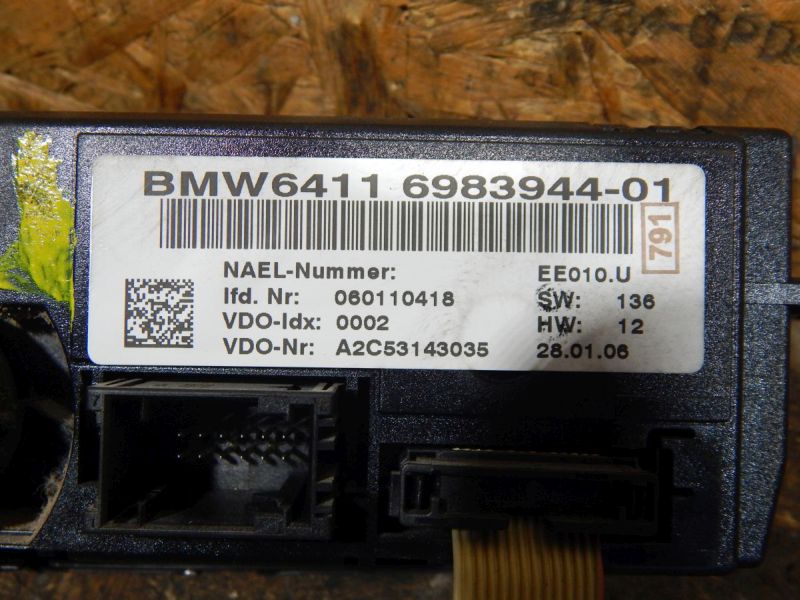 BMW6411 6983944-01
791
NAEL-Nummer: EE010.U
lfd. Nr: 060110418 SW: 136
VDO-Idx: 0002 HW: 12
VDO-Nr: A2C53143035 28.01.06